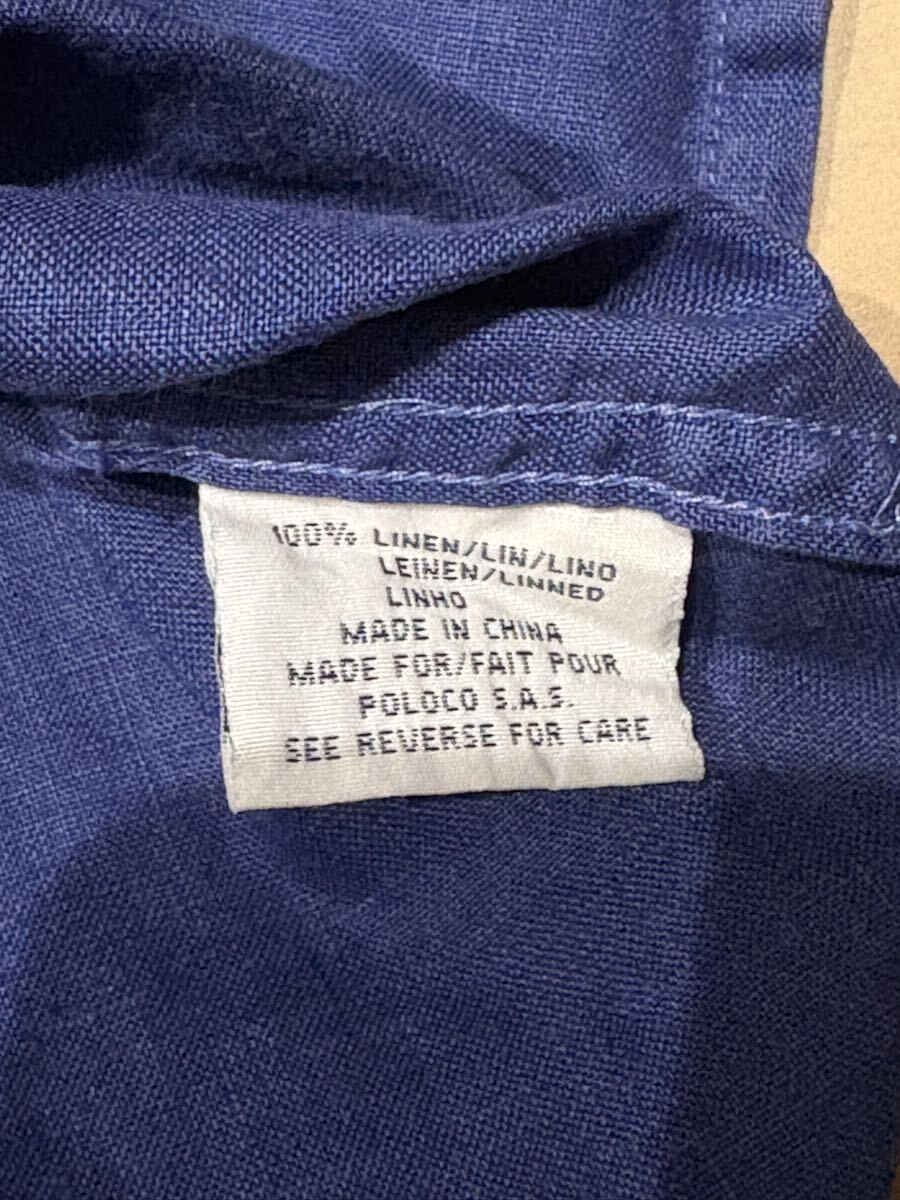 100% LINEN/LIN/LINO
LEINEN/LINNED
LINHO
MADE IN CHINA
MADE FOR/FAIT POUR
POLOCO S.A.S.
SEE REVERSE FOR CARE